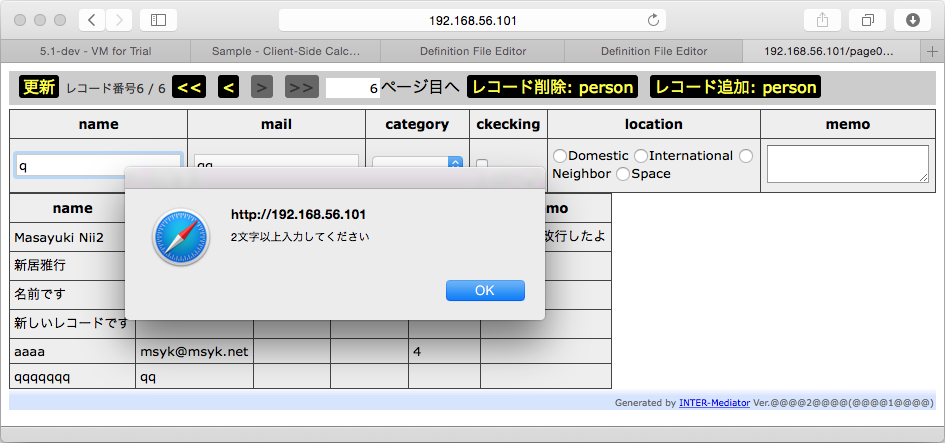 192.168.56.101
5.1-dev - VM for Trial Sample - Client-Side Calc... Definition File Editor Definition File Editor 192.168.56.101/page0...
更新 レコード番号6 / 6 << < > >> 6 ページ目へ レコード削除: person レコード追加: person
name mail category ckecking location memo
q qq Domestic International
Neighbor Space
http://192.168.56.101
2文字以上入力してください
OK
name mo
Masayuki Nii2 改行したよ
新居雅行
名前です
新しいレコードです
aaaa msyk@msyk.net 4
qqqqqqq qq
Generated by INTER-Mediator Ver.@@@@2@@@@(@@@@1@@@@)